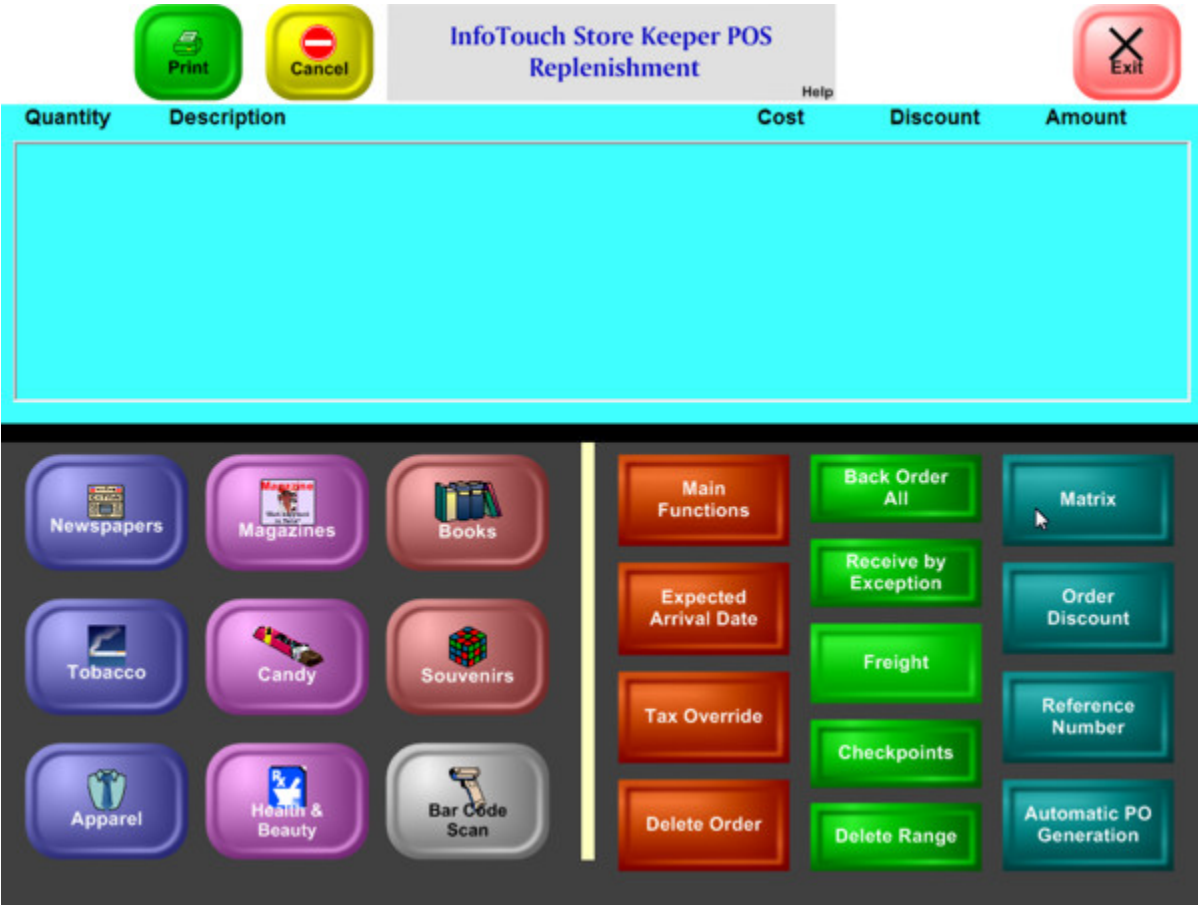 Print
Cancel
InfoTouch Store Keeper POS
Replenishment
Help
Exit
Quantity Description Cost Discount Amount
Newspapers
Magazine
Magazines
Books
Tobacco
Candy
Souvenirs
Apparel
Rx
Health &
Beauty
Bar Code
Scan
Main
Functions
Back Order
All
Matrix
Expected
Arrival Date
Receive by
Exception
Order
Discount
Tax Override
Freight
Reference
Number
Checkpoints
Delete Order
Delete Range
Automatic PO
Generation